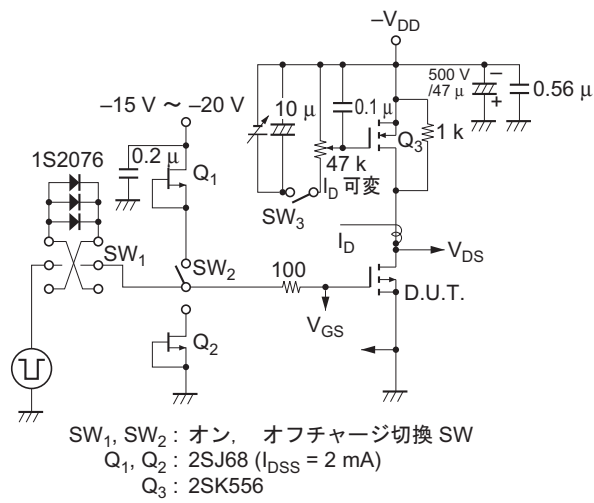 –V_DD
500 V
/47 μ
–
+
0.56 μ
–15 V ～ –20 V
10 μ
0.1 μ
Q_3
1 k
1S2076
0.2 μ
Q_1
47 k
I_D 可変
SW_3
SW_1
SW_2
I_D
V_DS
100
D.U.T.
V_GS
Q_2
SW_1, SW_2 : オン, オフチャージ切換 SW
Q_1, Q_2 : 2SJ68 (I_DSS = 2 mA)
Q_3 : 2SK556